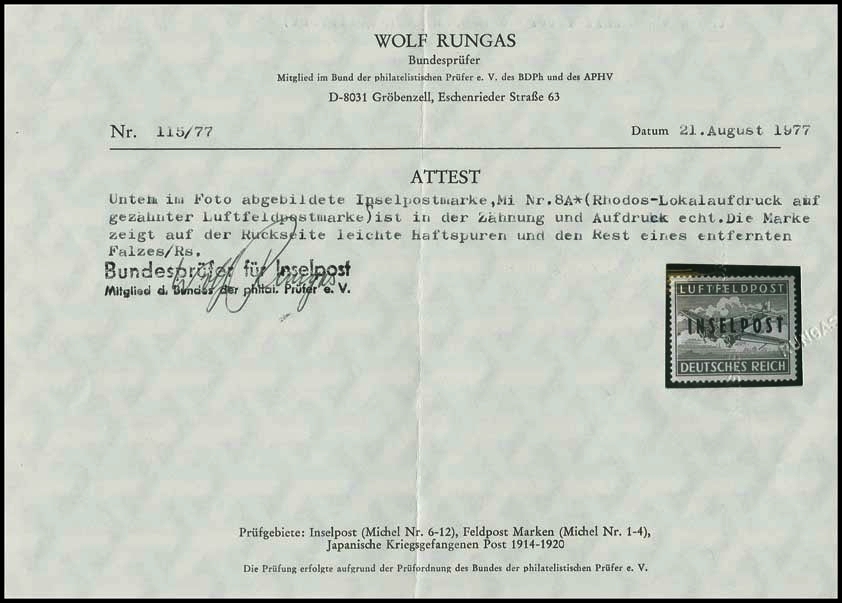 WOLF RUNGAS
Bundesprüfer
Mitglied im Bund der philatelistischen Prüfer e. V. des BDPh und des APHV
D-8031 Gröbenzell, Eschenrieder Straße 63
Nr. 115/77
Datum 21.August 1977
ATTEST
Untem im Foto abgebildete Inselpostmarke,Mi Nr.8A*(Rhodos-Lokalaufdruck auf
gezähnter Luftfeldpostmarke)ist in der Zähnung und Aufdruck echt.Die Marke
zeigt auf der Rückseite leichte Haftspuren und den Rest eines entfernten
Falzes/Rs.
Bundesprüfer für Inselpost
Mitglied d. Bundes der philat. Prüfer e. V.
Wolf Rungas
LUFTFELDPOST
INSELPOST
DEUTSCHES REICH
RUNGAS
Prüfgebiete: Inselpost (Michel Nr. 6-12), Feldpost Marken (Michel Nr. 1-4),
Japanische Kriegsgefangenen Post 1914-1920
Die Prüfung erfolgte aufgrund der Prüfordnung des Bundes der philatelistischen Prüfer e. V.